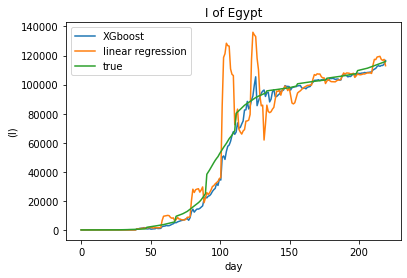 I of Egypt
XGboost
linear regression
true
140000
120000
100000
80000
60000
40000
20000
0
(I)
0 50 100 150 200
day